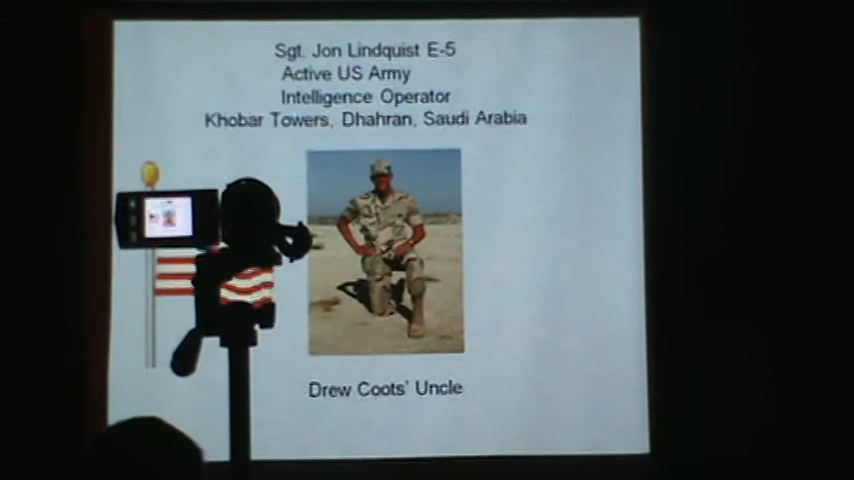 Sgt. Jon Lindquist E-5
Active US Army
Intelligence Operator
Khobar Towers, Dhahran, Saudi Arabia
Drew Coots' Uncle